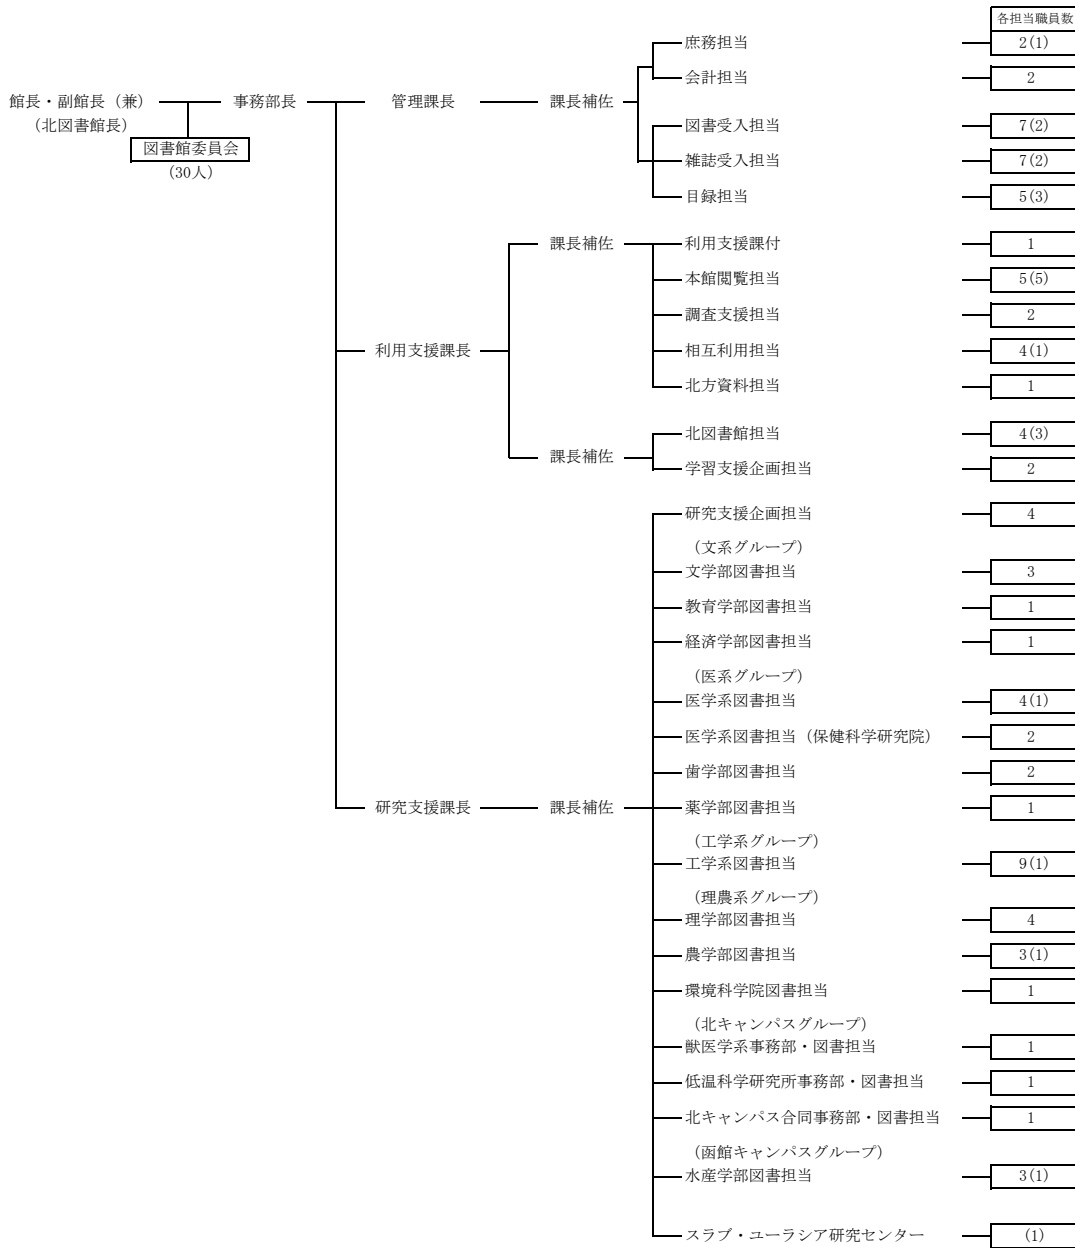 各担当職員数
庶務担当 2(1)
会計担当 2
館長・副館長（兼） 事務部長 管理課長 課長補佐
（北図書館長）
図書受入担当 7(2)
図書館委員会
雑誌受入担当 7(2)
（30人）
目録担当 5(3)
課長補佐 利用支援課付 1
本館閲覧担当 5(5)
調査支援担当 2
利用支援課長 相互利用担当 4(1)
北方資料担当 1
北図書館担当 4(3)
課長補佐
学習支援企画担当 2
研究支援企画担当 4
（文系グループ）
文学部図書担当 3
教育学部図書担当 1
経済学部図書担当 1
（医系グループ）
医学系図書担当 4(1)
医学系図書担当（保健科学研究院） 2
歯学部図書担当 2
研究支援課長 課長補佐 薬学部図書担当 1
（工学系グループ）
工学系図書担当 9(1)
（理農系グループ）
理学部図書担当 4
農学部図書担当 3(1)
環境科学院図書担当 1
（北キャンパスグループ）
獣医学系事務部・図書担当 1
低温科学研究所事務部・図書担当 1
北キャンパス合同事務部・図書担当 1
（函館キャンパスグループ）
水産学部図書担当 3(1)
スラブ・ユーラシア研究センター (1)